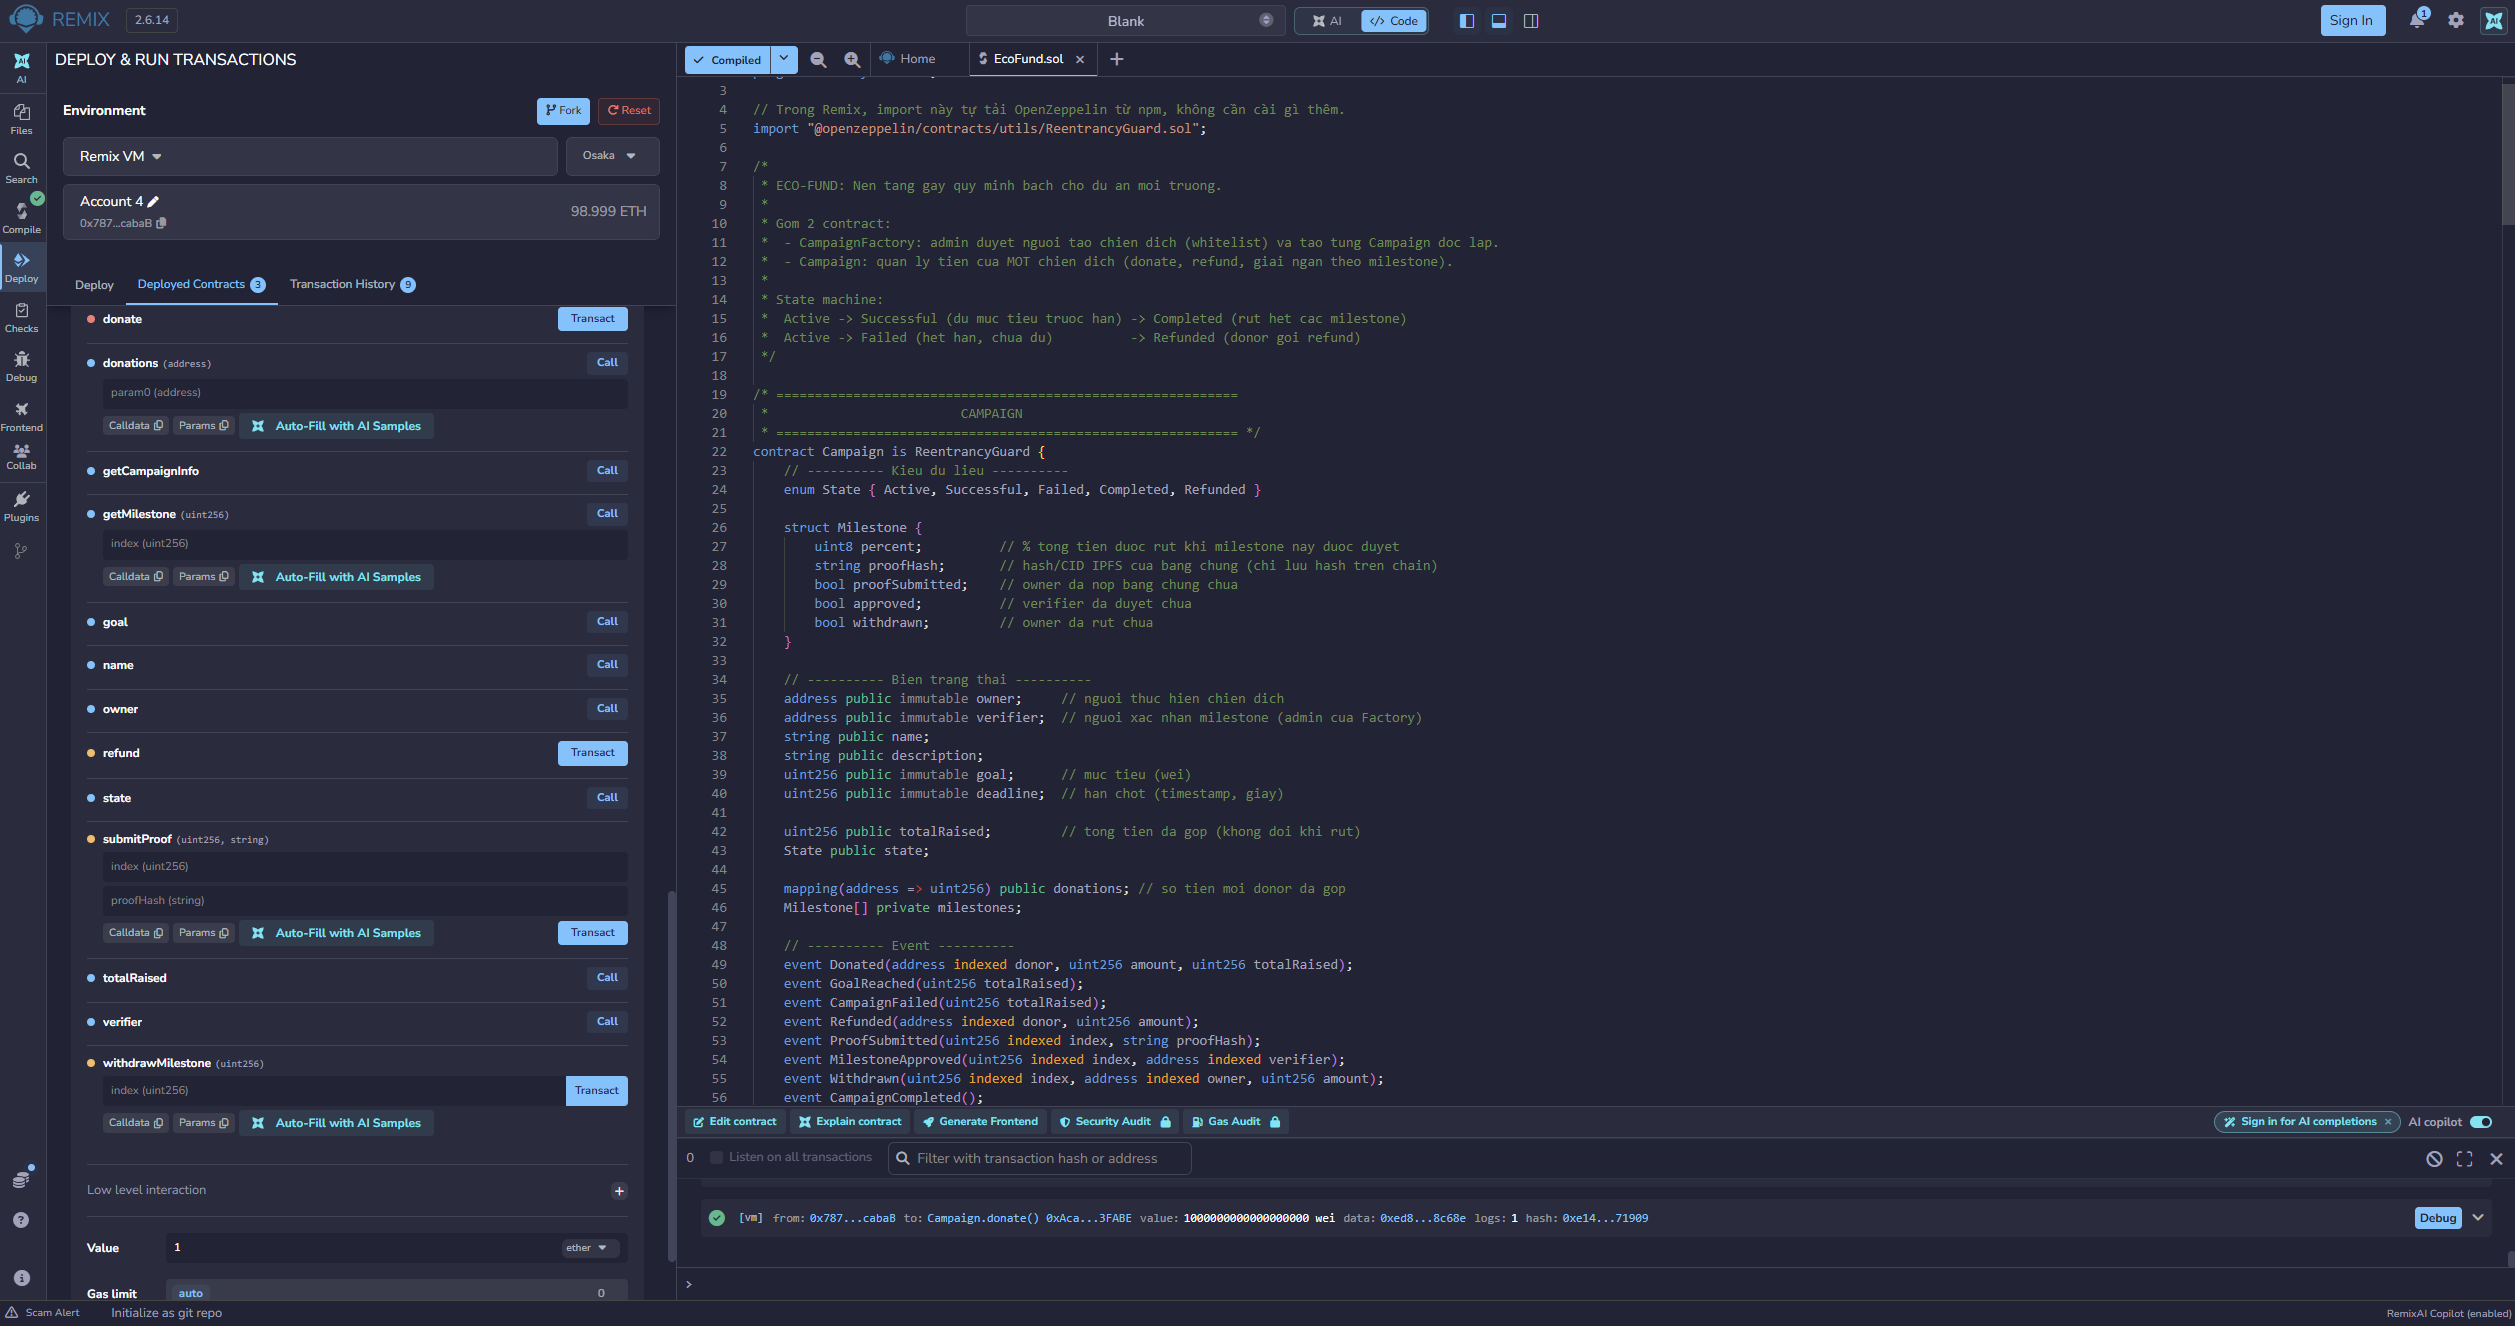 REMIX 2.6.14 Blank AI Code Sign In 1 AI
AI
Files
Search
Compile
Deploy
Checks
Debug
Frontend
Collab
Plugins
DEPLOY & RUN TRANSACTIONS
Environment Fork Reset
Remix VM Osaka
Account 4 98.999 ETH
0x787...cabaB
Deploy Deployed Contracts 3 Transaction History 9
donate Transact
donations (address) Call
param0 (address)
Calldata Params Auto-Fill with AI Samples
getCampaignInfo Call
getMilestone (uint256) Call
index (uint256)
Calldata Params Auto-Fill with AI Samples
goal Call
name Call
owner Call
refund Transact
state Call
submitProof (uint256, string)
index (uint256)
proofHash (string)
Calldata Params Auto-Fill with AI Samples Transact
totalRaised Call
verifier Call
withdrawMilestone (uint256)
index (uint256) Transact
Calldata Params Auto-Fill with AI Samples
Low level interaction
Value 1 ether
Gas limit auto 0
Compiled Home EcoFund.sol
3
4 // Trong Remix, import này tự tải OpenZeppelin từ npm, không cần cài gì thêm.
5 import "@openzeppelin/contracts/utils/ReentrancyGuard.sol";
6
7 /*
8 * ECO-FUND: Nen tang gay quy minh bach cho du an moi truong.
9 *
10 * Gom 2 contract:
11 * - CampaignFactory: admin duyet nguoi tao chien dich (whitelist) va tao tung Campaign doc lap.
12 * - Campaign: quan ly tien cua MOT chien dich (donate, refund, giai ngan theo milestone).
13 *
14 * State machine:
15 * Active -> Successful (du muc tieu truoc han) -> Completed (rut het cac milestone)
16 * Active -> Failed (het han, chua du) -> Refunded (donor goi refund)
17 */
18
19 /* ============================================================
20 * CAMPAIGN
21 * ============================================================ */
22 contract Campaign is ReentrancyGuard {
23 // ---------- Kieu du lieu ----------
24 enum State { Active, Successful, Failed, Completed, Refunded }
25
26 struct Milestone {
27 uint8 percent; // % tong tien duoc rut khi milestone nay duoc duyet
28 string proofHash; // hash/CID IPFS cua bang chung (chi luu hash tren chain)
29 bool proofSubmitted; // owner da nop bang chung chua
30 bool approved; // verifier da duyet chua
31 bool withdrawn; // owner da rut chua
32 }
33
34 // ---------- Bien trang thai ----------
35 address public immutable owner; // nguoi thuc hien chien dich
36 address public immutable verifier; // nguoi xac nhan milestone (admin cua Factory)
37 string public name;
38 string public description;
39 uint256 public immutable goal; // muc tieu (wei)
40 uint256 public immutable deadline; // han chot (timestamp, giay)
41
42 uint256 public totalRaised; // tong tien da gop (khong doi khi rut)
43 State public state;
44
45 mapping(address => uint256) public donations; // so tien moi donor da gop
46 Milestone[] private milestones;
47
48 // ---------- Event ----------
49 event Donated(address indexed donor, uint256 amount, uint256 totalRaised);
50 event GoalReached(uint256 totalRaised);
51 event CampaignFailed(uint256 totalRaised);
52 event Refunded(address indexed donor, uint256 amount);
53 event ProofSubmitted(uint256 indexed index, string proofHash);
54 event MilestoneApproved(uint256 indexed index, address indexed verifier);
55 event Withdrawn(uint256 indexed index, address indexed owner, uint256 amount);
56 event CampaignCompleted();
Edit contract Explain contract Generate Frontend Security Audit Gas Audit Sign in for AI completions × AI copilot
0 Listen on all transactions Filter with transaction hash or address
[vm] from: 0x787...cabaB to: Campaign.donate() 0xAca...3FABE value: 1000000000000000000 wei data: 0xed8...8c68e logs: 1 hash: 0xe14...71909 Debug
>
Scam Alert Initialize as git repo RemixAI Copilot (enabled)